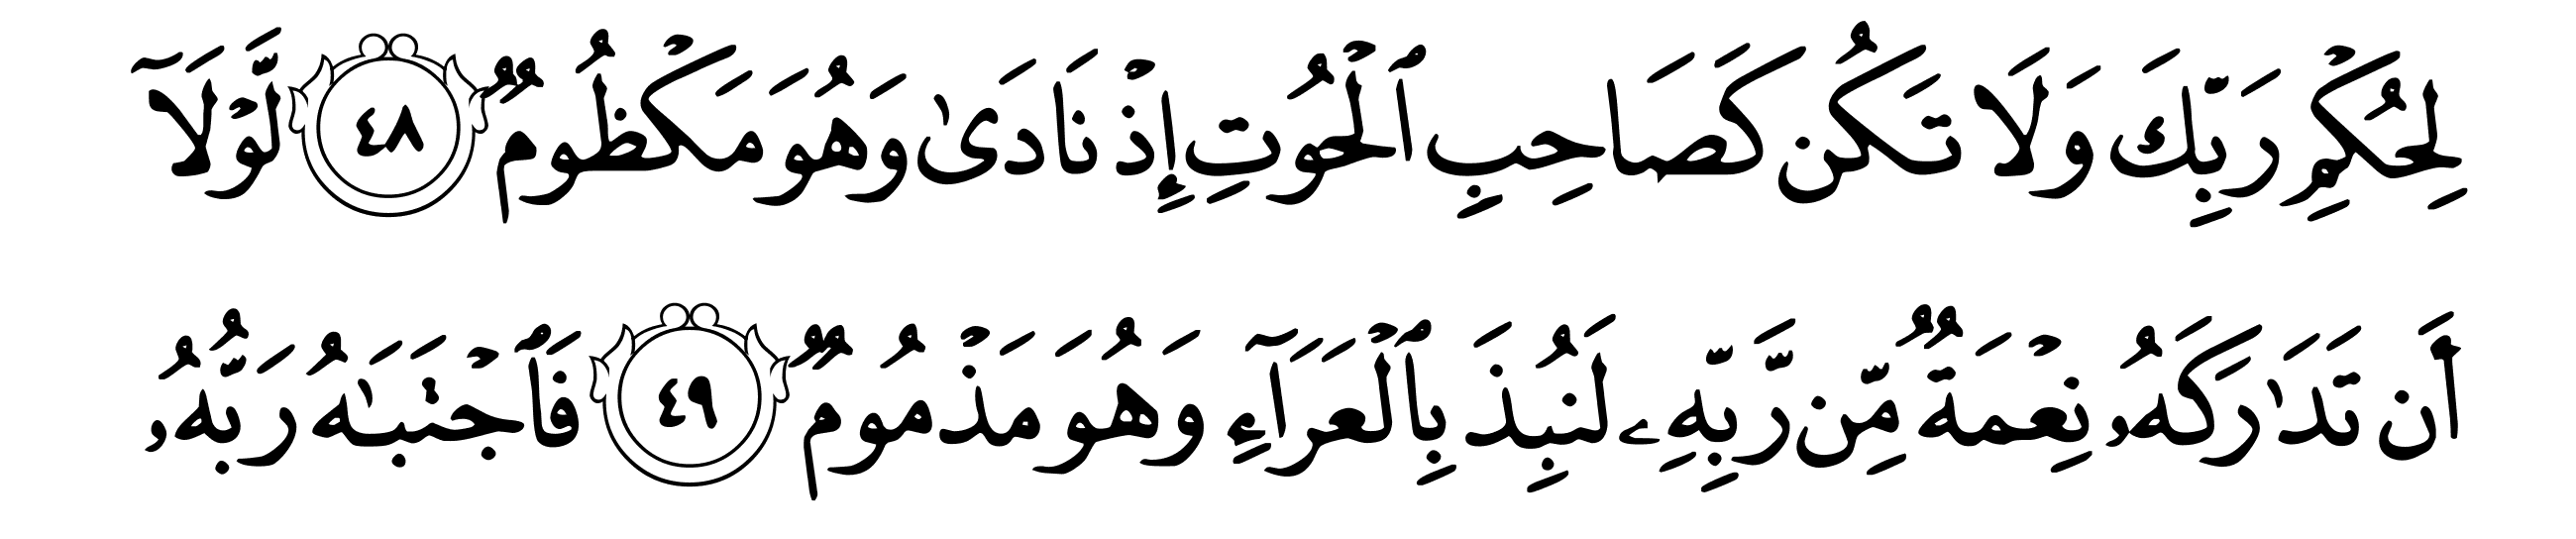 لِحُكْمِ رَبِّكَ وَلَا تَكُن كَصَاحِبِ ٱلْحُوتِ إِذْ نَادَىٰ وَهُوَ مَكْظُومٌ ٤٨ لَّوْلَآ
أَن تَدَٰرَكَهُۥ نِعْمَةٌ مِّن رَّبِّهِۦ لَنُبِذَ بِٱلْعَرَآءِ وَهُوَ مَذْمُومٌ ٤٩ فَٱجْتَبَٰهُ رَبُّهُۥ